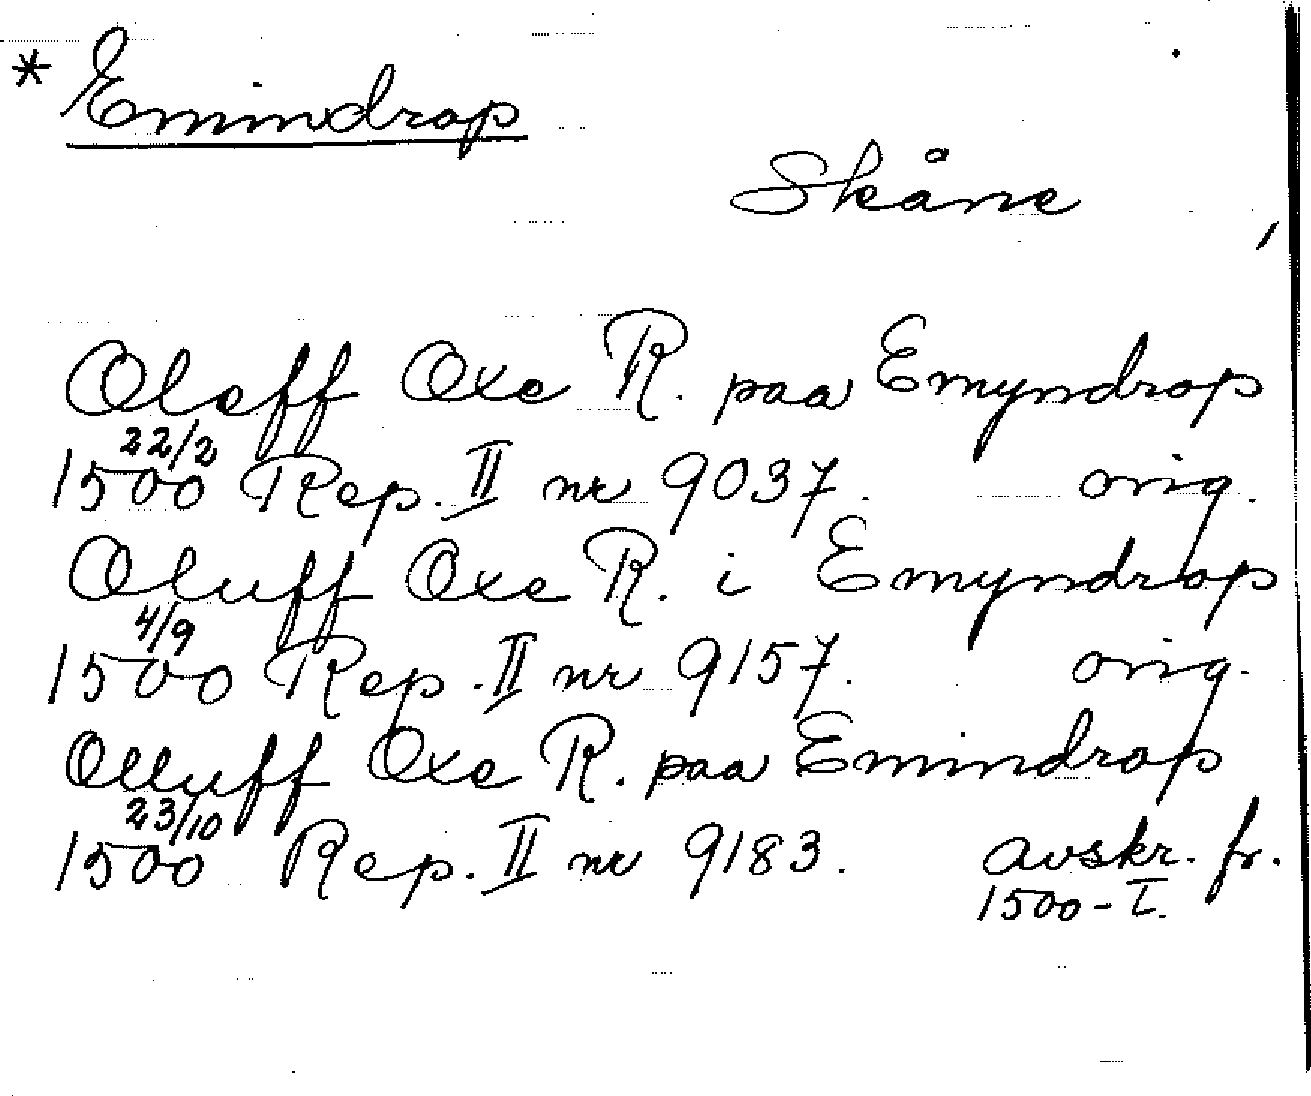 * Emindrop
Skåne
Oleff Oxe R. paa Emyndrop
22/2
1500 Rep. II nr 9037. orig.
Oluff Oxe R. i Emyndrop
4/9
1500 Rep. II nr 9157. orig.
Olluff Oxe R. paa Emindrop
23/10
1500 Rep. II nr 9183. avskr. fr.
1500-t.